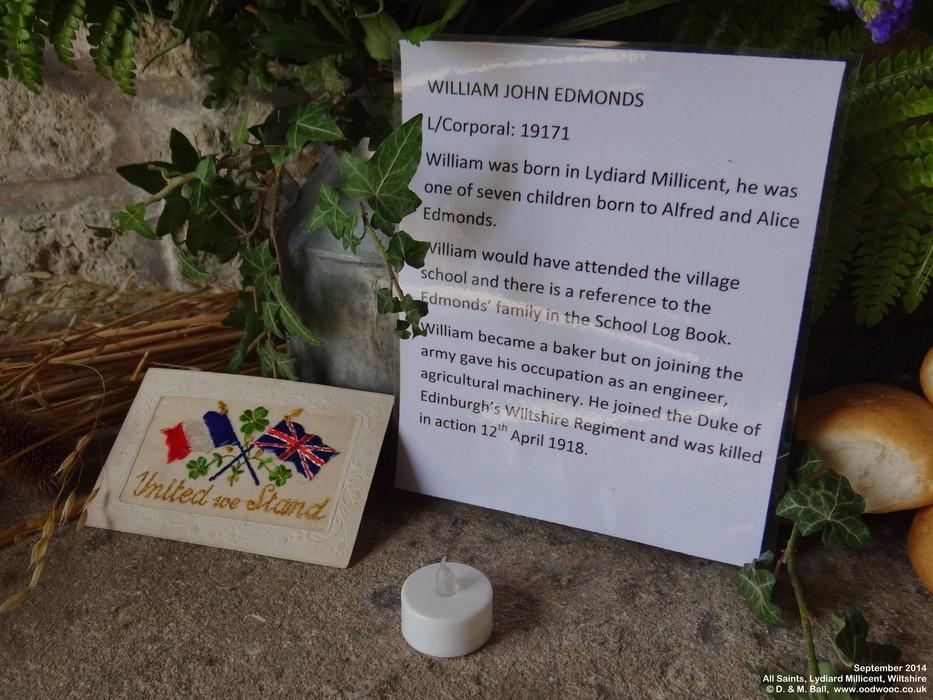 WILLIAM JOHN EDMONDS
L/Corporal: 19171
William was born in Lydiard Millicent, he was
one of seven children born to Alfred and Alice
Edmonds.
William would have attended the village
school and there is a reference to the
Edmonds' family in the School Log Book.
William became a baker but on joining the
army gave his occupation as an engineer,
agricultural machinery. He joined the Duke of
Edinburgh's Wiltshire Regiment and was killed
in action 12th April 1918.
United we Stand
September 2014
All Saints, Lydiard Millicent, Wiltshire
© D. & M. Ball, www.oodwooc.co.uk